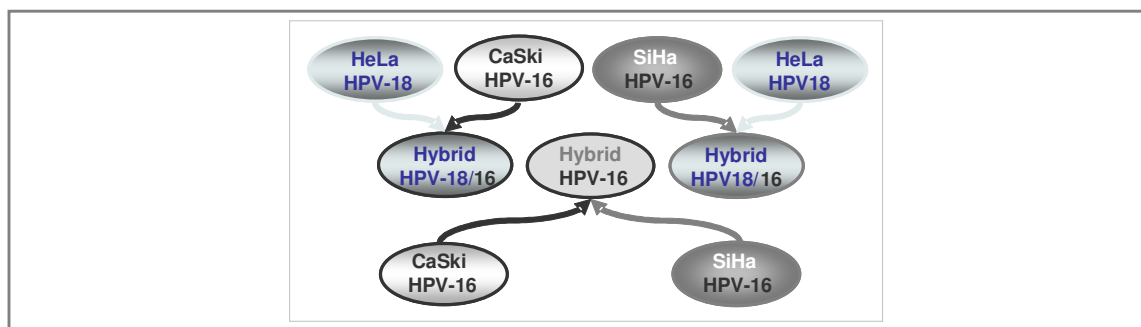 HeLa
HPV-18
CaSki
HPV-16
SiHa
HPV-16
HeLa
HPV18
Hybrid
HPV-18/16
Hybrid
HPV-16
Hybrid
HPV18/16
CaSki
HPV-16
SiHa
HPV-16